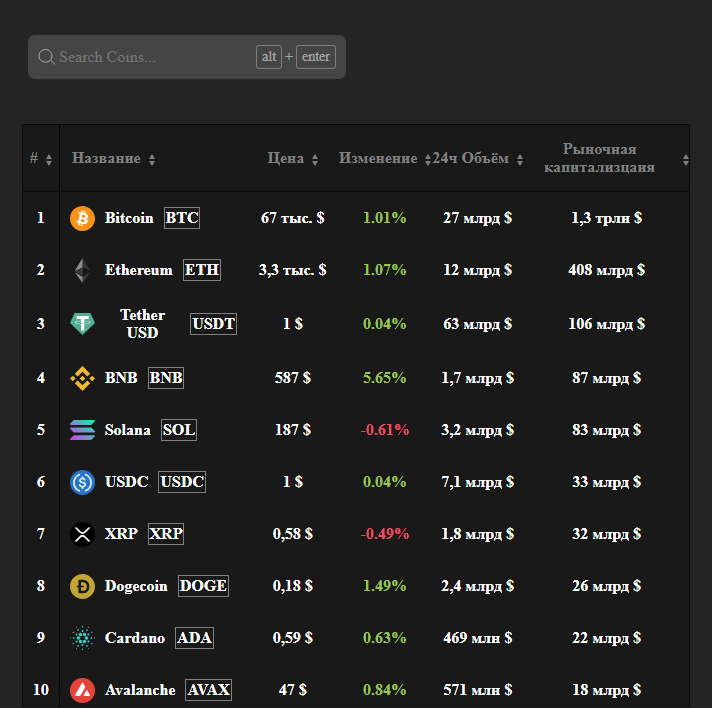 Search Coins... alt + enter
# Название Цена Изменение 24ч Объём Рыночная
капитализцаия
1 Bitcoin BTC 67 тыс. $ 1.01% 27 млрд $ 1,3 трлн $
2 Ethereum ETH 3,3 тыс. $ 1.07% 12 млрд $ 408 млрд $
3 Tether
USD USDT 1 $ 0.04% 63 млрд $ 106 млрд $
4 BNB BNB 587 $ 5.65% 1,7 млрд $ 87 млрд $
5 Solana SOL 187 $ -0.61% 3,2 млрд $ 83 млрд $
6 USDC USDC 1 $ 0.04% 7,1 млрд $ 33 млрд $
7 XRP XRP 0,58 $ -0.49% 1,8 млрд $ 32 млрд $
8 Dogecoin DOGE 0,18 $ 1.49% 2,4 млрд $ 26 млрд $
9 Cardano ADA 0,59 $ 0.63% 469 млн $ 22 млрд $
10 Avalanche AVAX 47 $ 0.84% 571 млн $ 18 млрд $